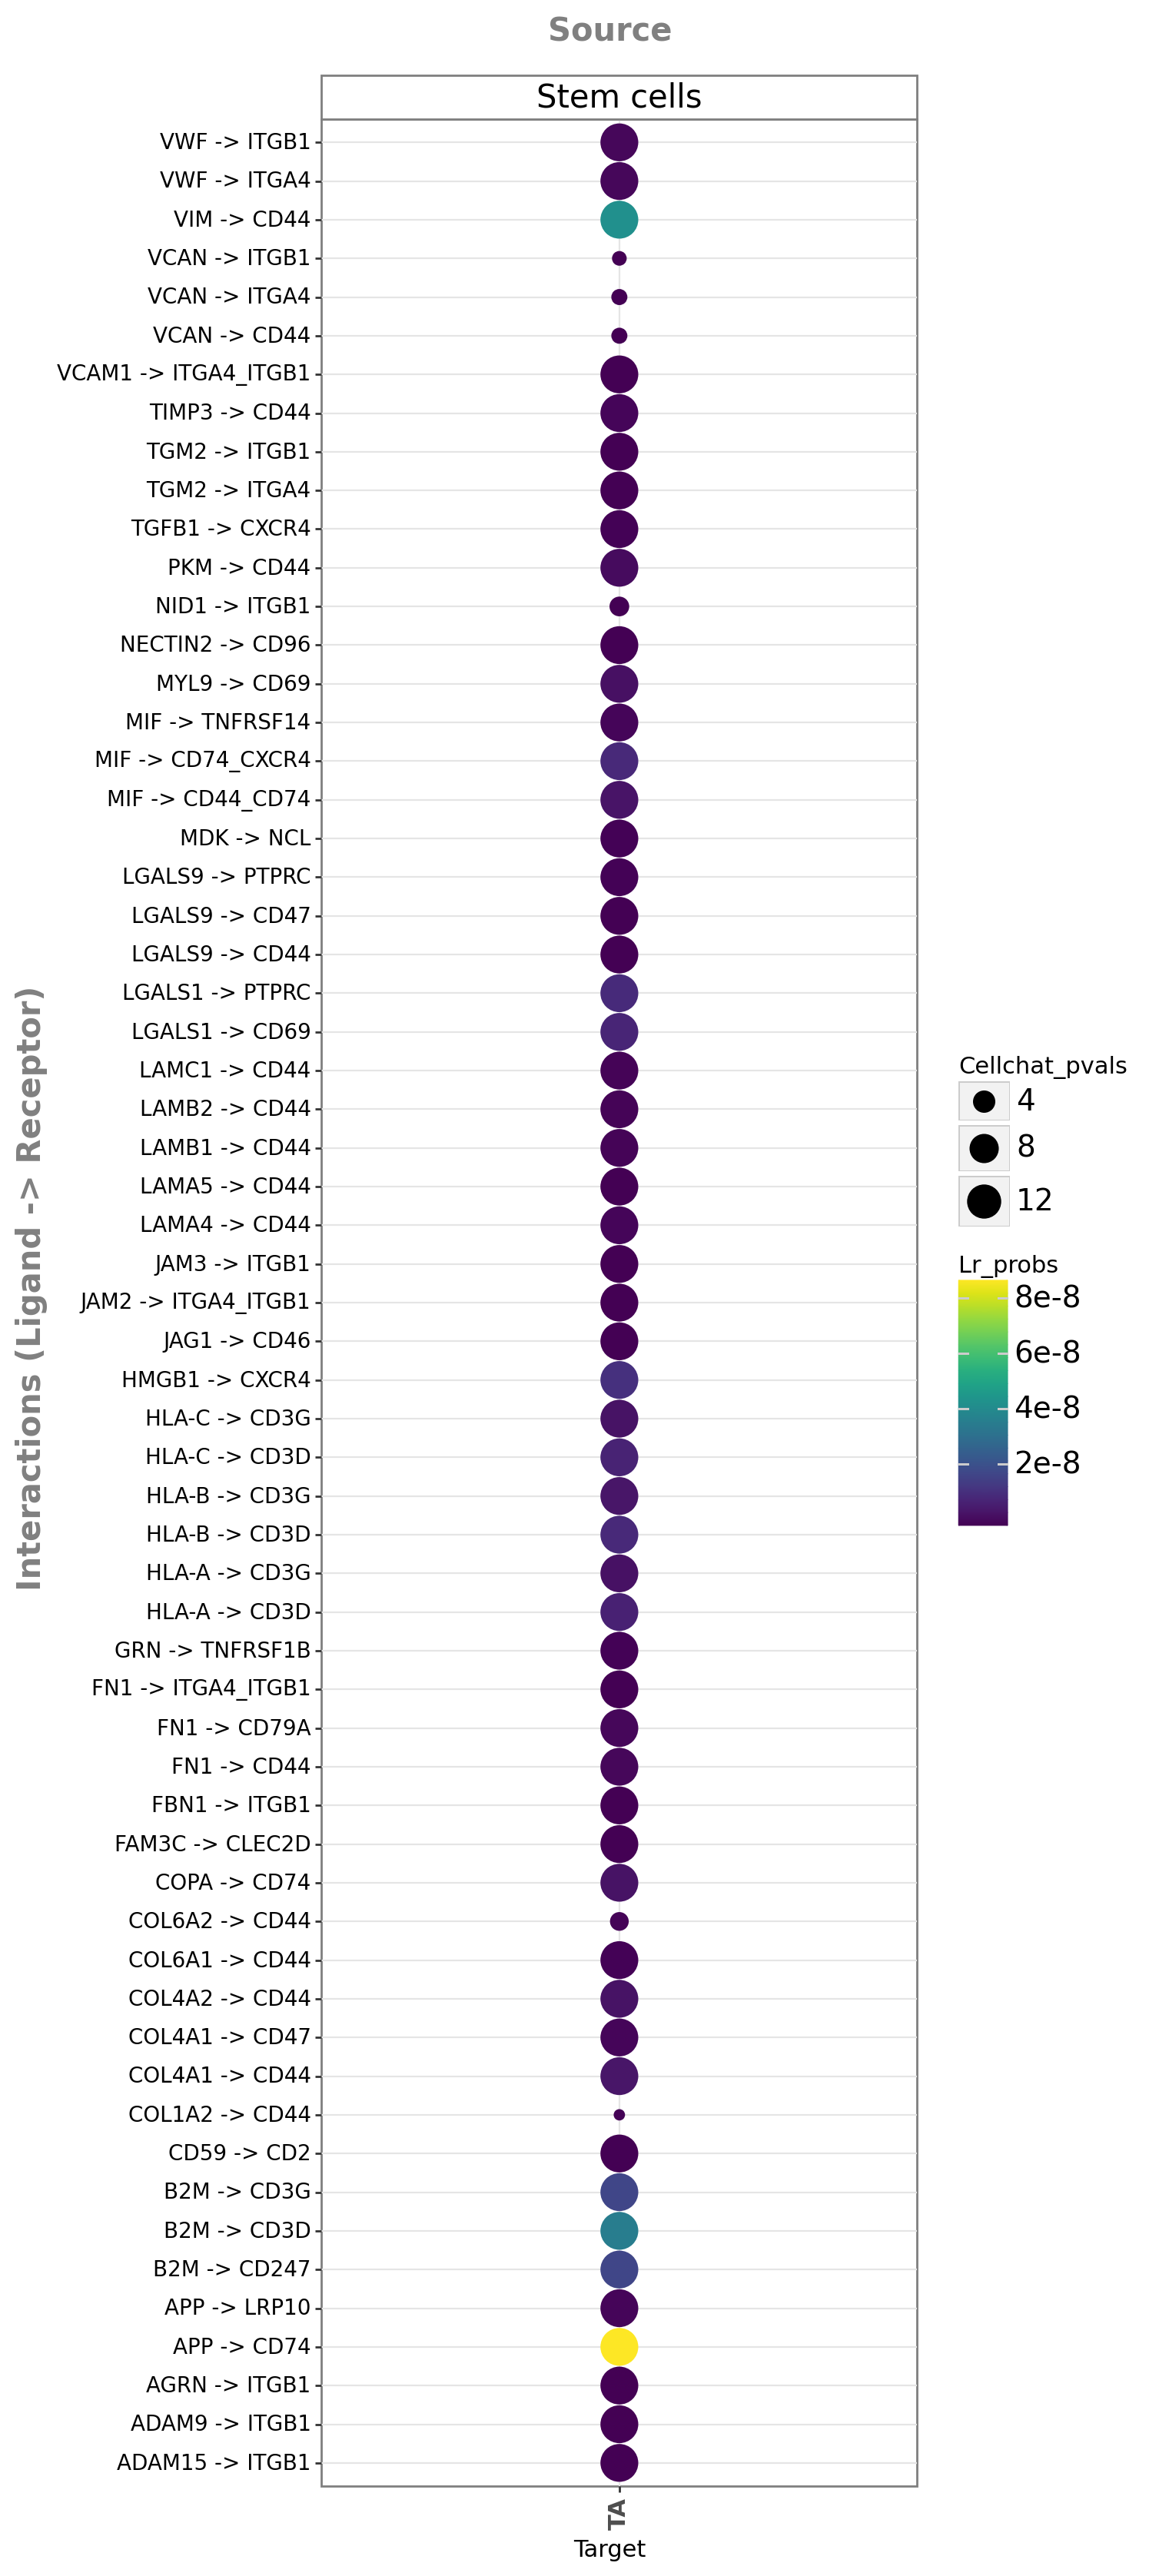 Source
Stem cells
VWF -> ITGB1
VWF -> ITGA4
VIM -> CD44
VCAN -> ITGB1
VCAN -> ITGA4
VCAN -> CD44
VCAM1 -> ITGA4_ITGB1
TIMP3 -> CD44
TGM2 -> ITGB1
TGM2 -> ITGA4
TGFB1 -> CXCR4
PKM -> CD44
NID1 -> ITGB1
NECTIN2 -> CD96
MYL9 -> CD69
MIF -> TNFRSF14
MIF -> CD74_CXCR4
MIF -> CD44_CD74
MDK -> NCL
LGALS9 -> PTPRC
LGALS9 -> CD47
LGALS9 -> CD44
LGALS1 -> PTPRC
LGALS1 -> CD69
LAMC1 -> CD44
LAMB2 -> CD44
LAMB1 -> CD44
LAMA5 -> CD44
LAMA4 -> CD44
JAM3 -> ITGB1
JAM2 -> ITGA4_ITGB1
JAG1 -> CD46
HMGB1 -> CXCR4
HLA-C -> CD3G
HLA-C -> CD3D
HLA-B -> CD3G
HLA-B -> CD3D
HLA-A -> CD3G
HLA-A -> CD3D
GRN -> TNFRSF1B
FN1 -> ITGA4_ITGB1
FN1 -> CD79A
FN1 -> CD44
FBN1 -> ITGB1
FAM3C -> CLEC2D
COPA -> CD74
COL6A2 -> CD44
COL6A1 -> CD44
COL4A2 -> CD44
COL4A1 -> CD47
COL4A1 -> CD44
COL1A2 -> CD44
CD59 -> CD2
B2M -> CD3G
B2M -> CD3D
B2M -> CD247
APP -> LRP10
APP -> CD74
AGRN -> ITGB1
ADAM9 -> ITGB1
ADAM15 -> ITGB1
Interactions (Ligand -> Receptor)
TA
Target
Cellchat_pvals
4
8
12
Lr_probs
8e-8
6e-8
4e-8
2e-8